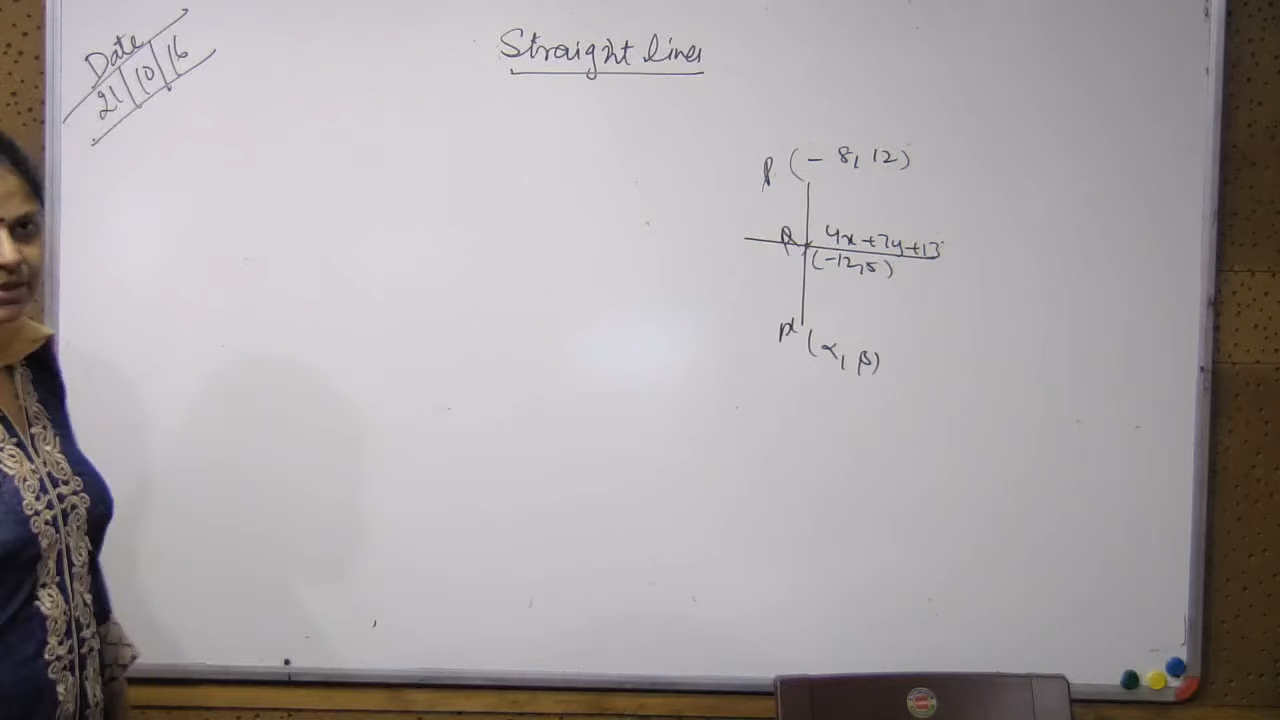 Date
21/10/16
Straight lines
P (-8, 12)
Q 4x+7y+13
(-12,5)
P'
(α, β)